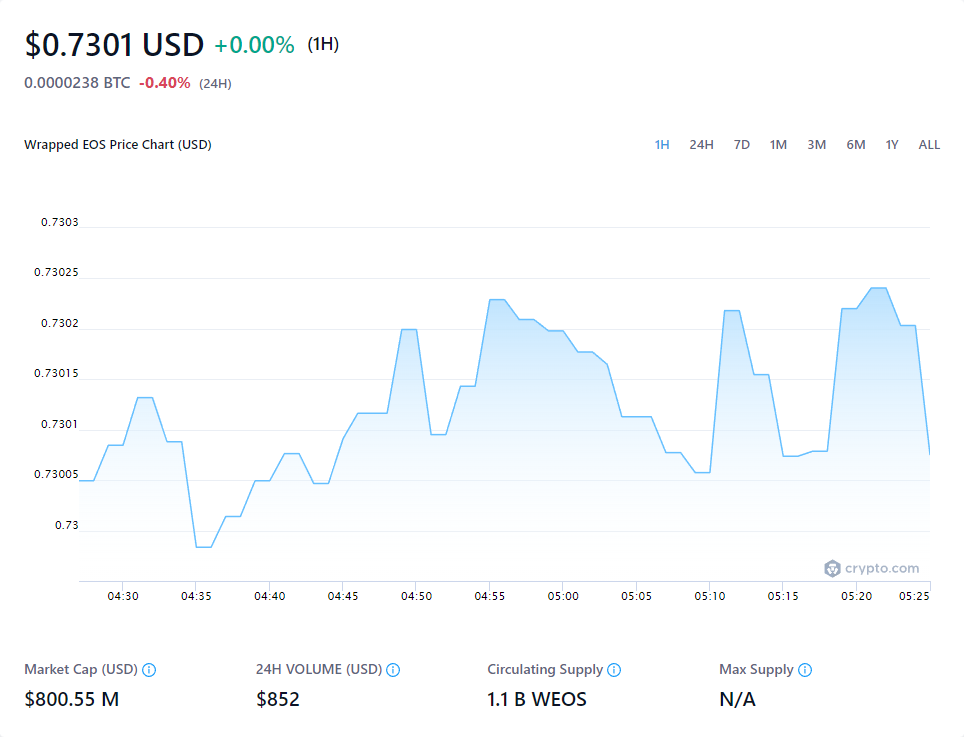 $0.7301 USD +0.00% (1H)
0.0000238 BTC -0.40% (24H)
Wrapped EOS Price Chart (USD)
1H 24H 7D 1M 3M 6M 1Y ALL
0.7303
0.73025
0.7302
0.73015
0.7301
0.73005
0.73
crypto.com
04:30 04:35 04:40 04:45 04:50 04:55 05:00 05:05 05:10 05:15 05:20 05:25
Market Cap (USD) 24H VOLUME (USD) Circulating Supply Max Supply
$800.55 M $852 1.1 B WEOS N/A